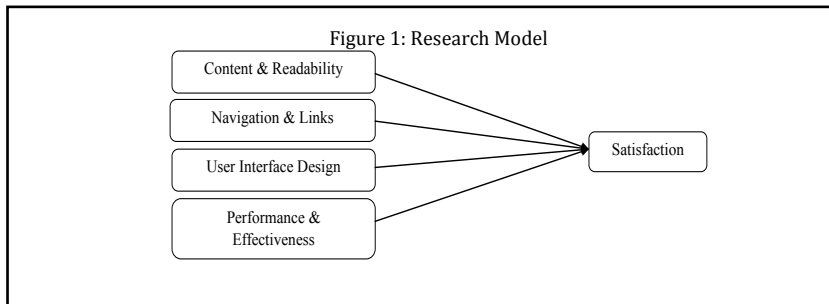 Figure 1: Research Model
Content & Readability
Navigation & Links
User Interface Design
Performance &
Effectiveness
Satisfaction